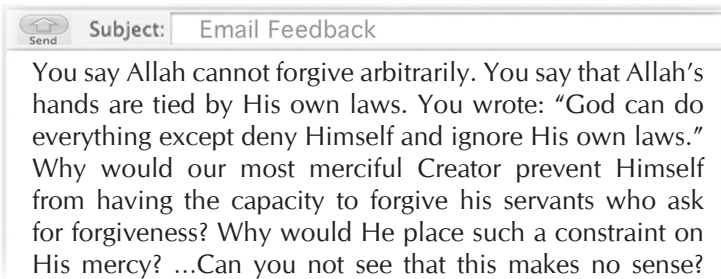 Send Subject: Email Feedback
You say Allah cannot forgive arbitrarily. You say that Allah’s
hands are tied by His own laws. You wrote: “God can do
everything except deny Himself and ignore His own laws.”
Why would our most merciful Creator prevent Himself
from having the capacity to forgive his servants who ask
for forgiveness? Why would He place such a constraint on
His mercy? ...Can you not see that this makes no sense?